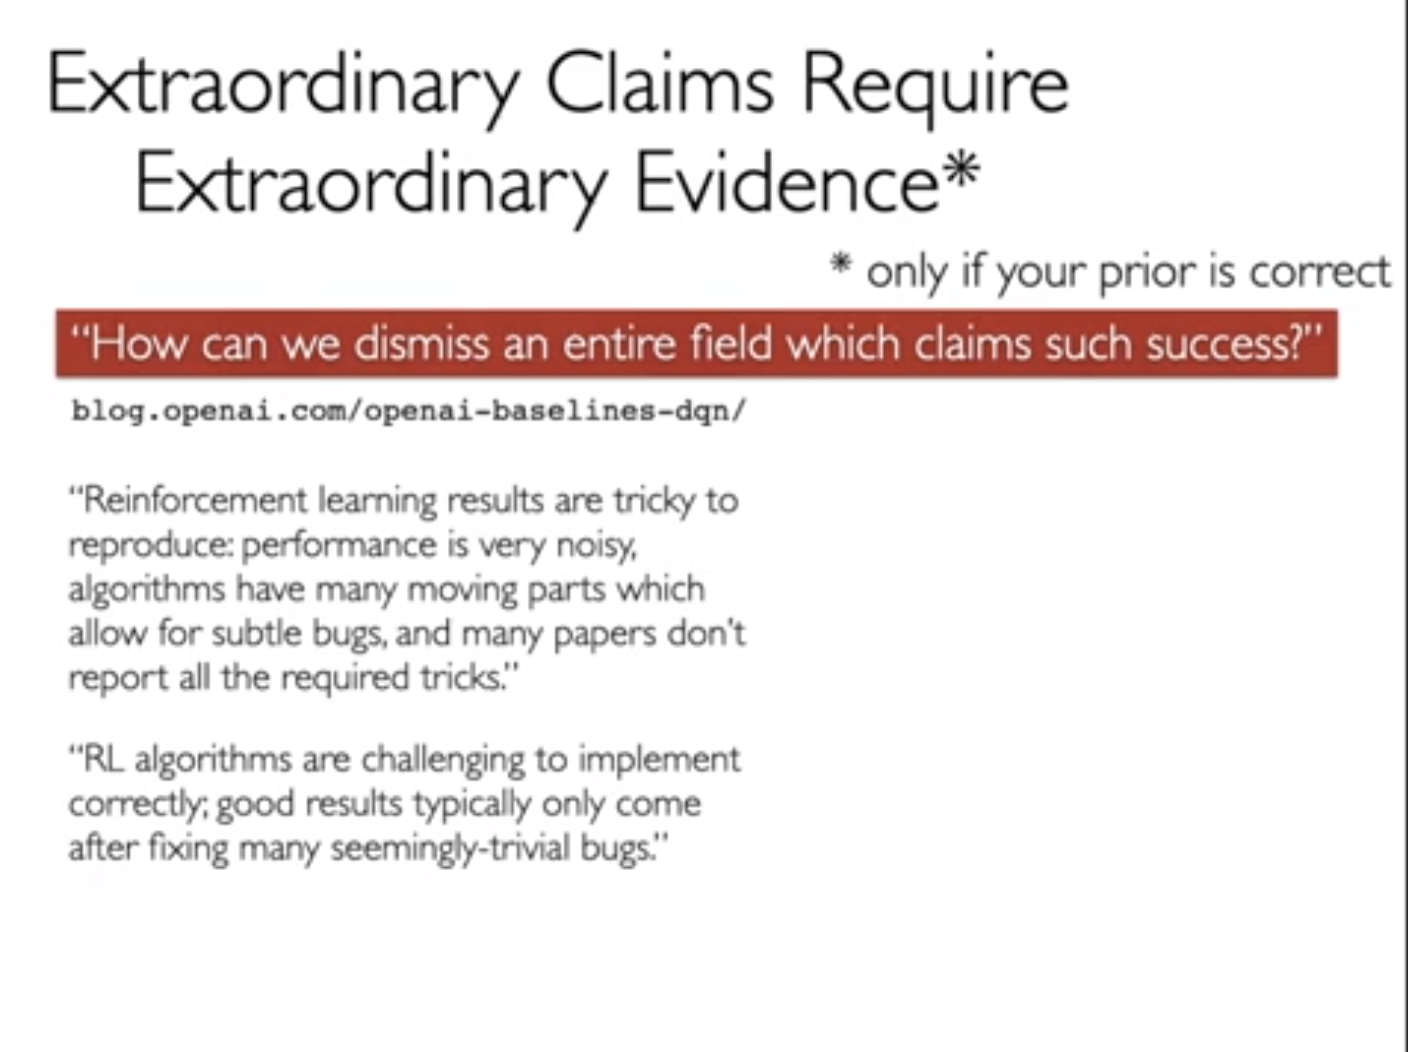 Extraordinary Claims Require
Extraordinary Evidence*
* only if your prior is correct
“How can we dismiss an entire field which claims such success?”
blog.openai.com/openai-baselines-dqn/
“Reinforcement learning results are tricky to
reproduce: performance is very noisy,
algorithms have many moving parts which
allow for subtle bugs, and many papers don’t
report all the required tricks.”
“RL algorithms are challenging to implement
correctly; good results typically only come
after fixing many seemingly-trivial bugs.”